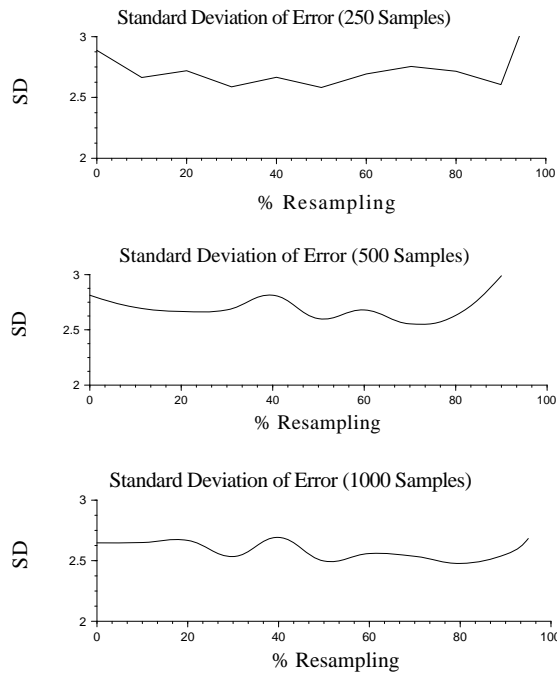 Standard Deviation of Error (250 Samples)
3
2.5
2
SD
0 20 40 60 80 100
% Resampling
Standard Deviation of Error (500 Samples)
3
2.5
2
SD
0 20 40 60 80 100
% Resampling
Standard Deviation of Error (1000 Samples)
3
2.5
2
SD
0 20 40 60 80 100
% Resampling